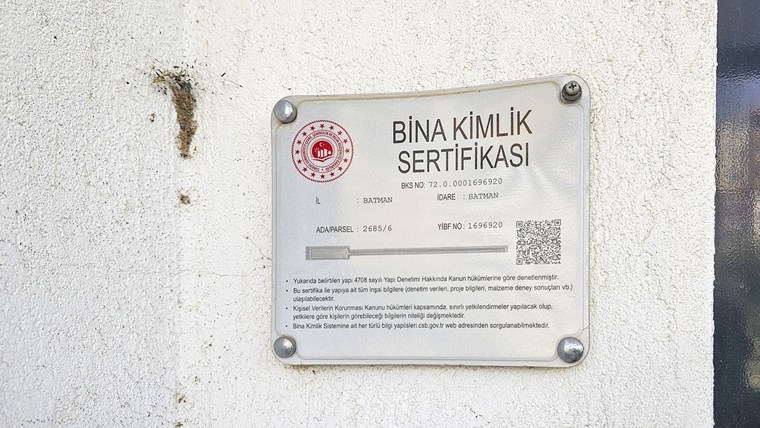 BİNA KİMLİK
SERTİFİKASI
BKS NO: 72.0.0001696920
İL : BATMAN İDARE : BATMAN
ADA/PARSEL : 2685/6 YİBF NO: 1696920
• Yukarıda belirtilen yapı 4708 sayılı Yapı Denetimi Hakkında Kanun hükümlerine göre denetlenmiştir.
• Bu sertifika ile yapıya ait tüm inşai bilgilere (denetim verileri, proje bilgileri, malzeme deney sonuçları vb.)
ulaşılabilecektir.
• Kişisel Verilerin Korunması Kanunu hükümleri kapsamında, sınırlı yetkilendirmeler yapılacak olup,
yetkilere göre kişilerin görebileceği bilgilerin niteliği değişmektedir.
• Bina Kimlik Sistemine ait her türlü bilgi yapisleri.csb.gov.tr web adresinden sorgulanabilmektedir.